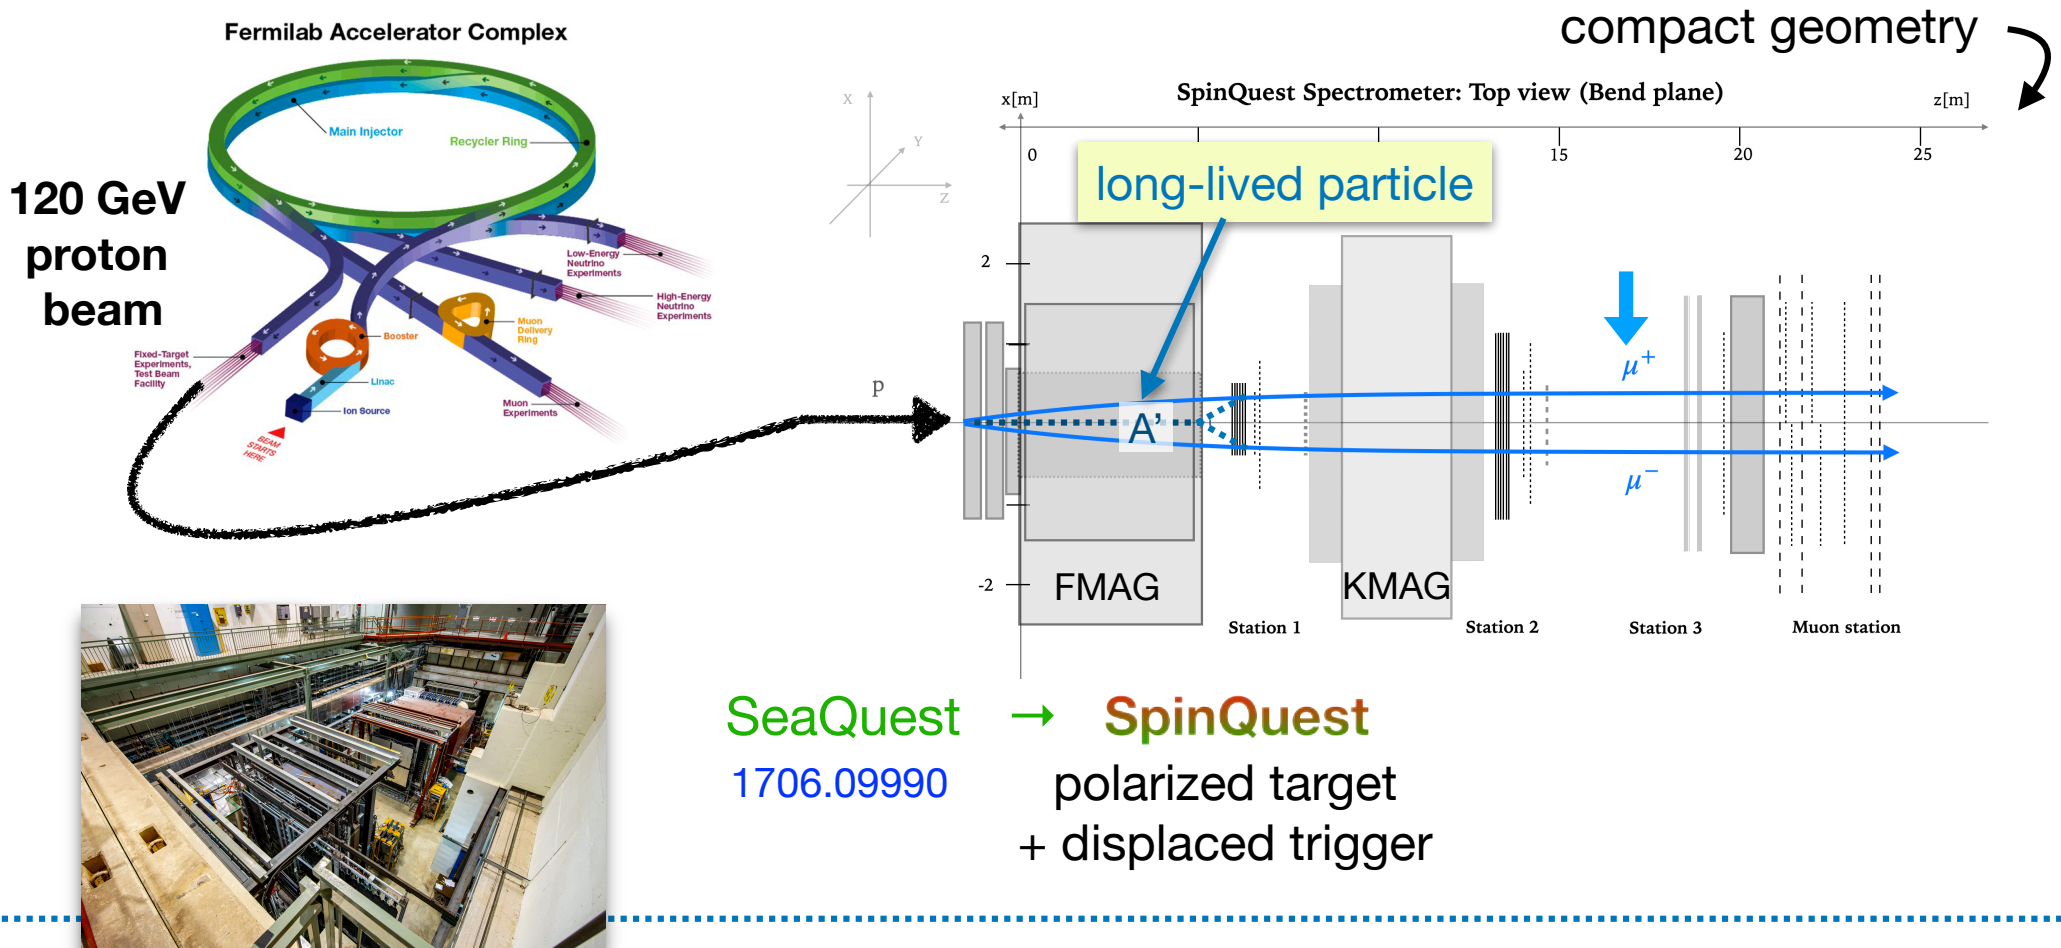 Fermilab Accelerator Complex
Main Injector
Recycler Ring
120 GeV
proton
beam
Low-Energy
Neutrino
Experiments
High-Energy
Neutrino
Experiments
Muon
Delivery
Ring
Booster
Fixed-Target
Experiments,
Test Beam
Facility
Linac
Ion Source
Muon
Experiments
BEAM
STARTS
HERE
compact geometry
SpinQuest Spectrometer: Top view (Bend plane)
x[m]
z[m]
X
Y
Z
0
15
20
25
long-lived particle
2
p
A'
μ+
μ−
-2
FMAG
KMAG
Station 1
Station 2
Station 3
Muon station
SeaQuest → SpinQuest
1706.09990
polarized target
+ displaced trigger